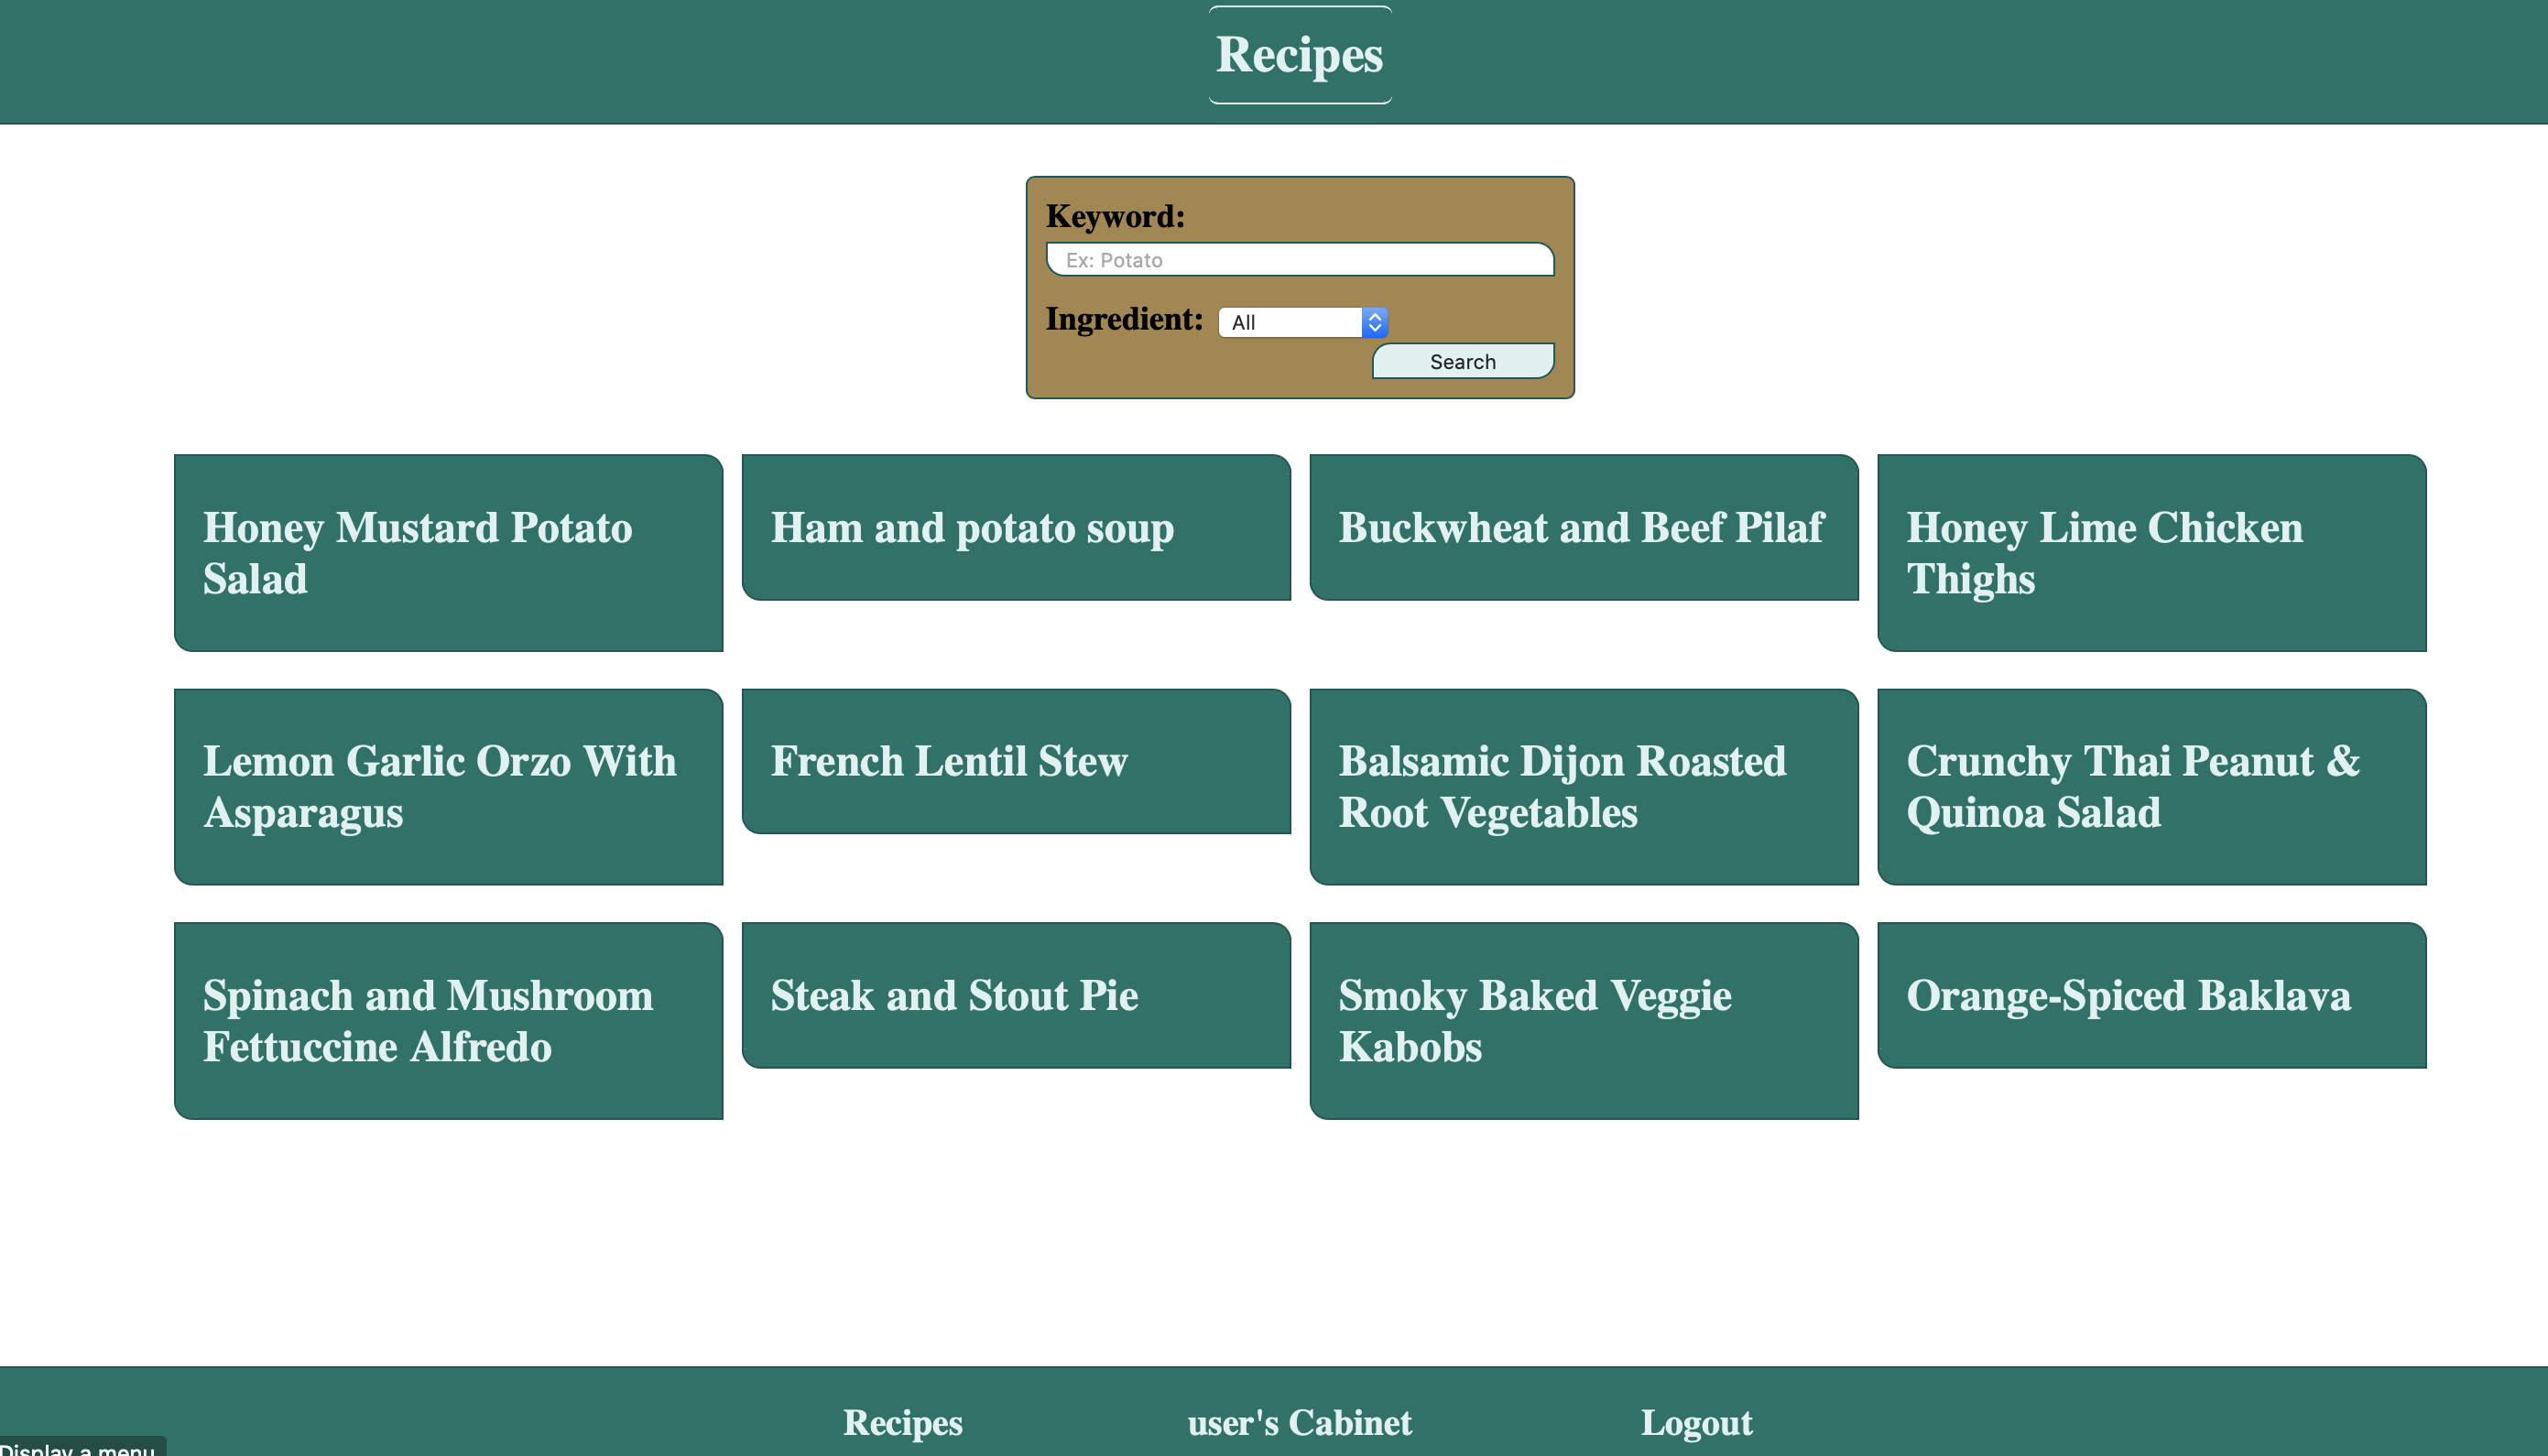 Recipes
Keyword:
Ex: Potato
Ingredient: All
Search
Honey Mustard Potato
Salad
Ham and potato soup
Buckwheat and Beef Pilaf
Honey Lime Chicken
Thighs
Lemon Garlic Orzo With
Asparagus
French Lentil Stew
Balsamic Dijon Roasted
Root Vegetables
Crunchy Thai Peanut &
Quinoa Salad
Spinach and Mushroom
Fettuccine Alfredo
Steak and Stout Pie
Smoky Baked Veggie
Kabobs
Orange-Spiced Baklava
Recipes user's Cabinet Logout
Display a menu